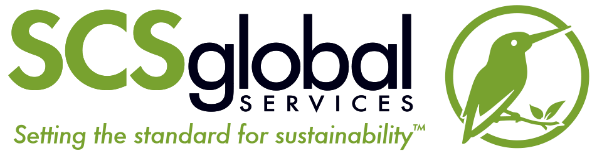 SCSglobal
SERVICES
Setting the standard for sustainability™